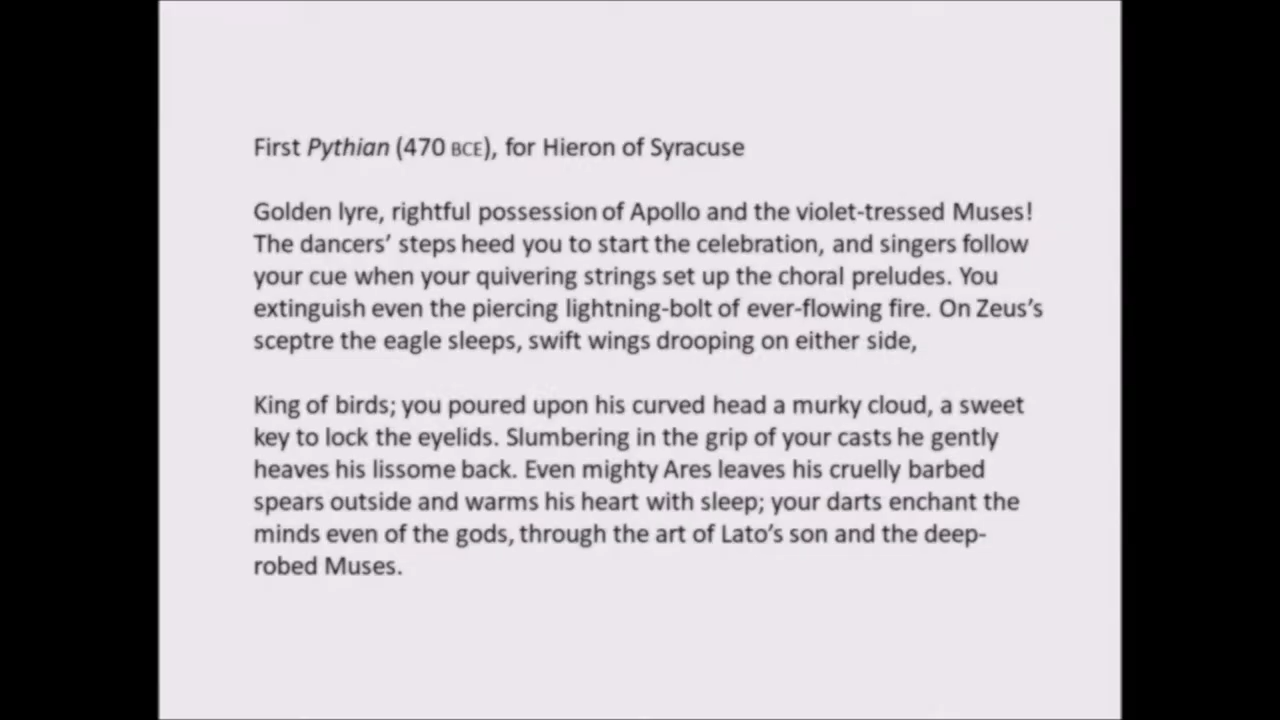 First Pythian (470 BCE), for Hieron of Syracuse
Golden lyre, rightful possession of Apollo and the violet-tressed Muses!
The dancers’ steps heed you to start the celebration, and singers follow
your cue when your quivering strings set up the choral preludes. You
extinguish even the piercing lightning-bolt of ever-flowing fire. On Zeus’s
sceptre the eagle sleeps, swift wings drooping on either side,
King of birds; you poured upon his curved head a murky cloud, a sweet
key to lock the eyelids. Slumbering in the grip of your casts he gently
heaves his lissome back. Even mighty Ares leaves his cruelly barbed
spears outside and warms his heart with sleep; your darts enchant the
minds even of the gods, through the art of Lato’s son and the deep-
robed Muses.